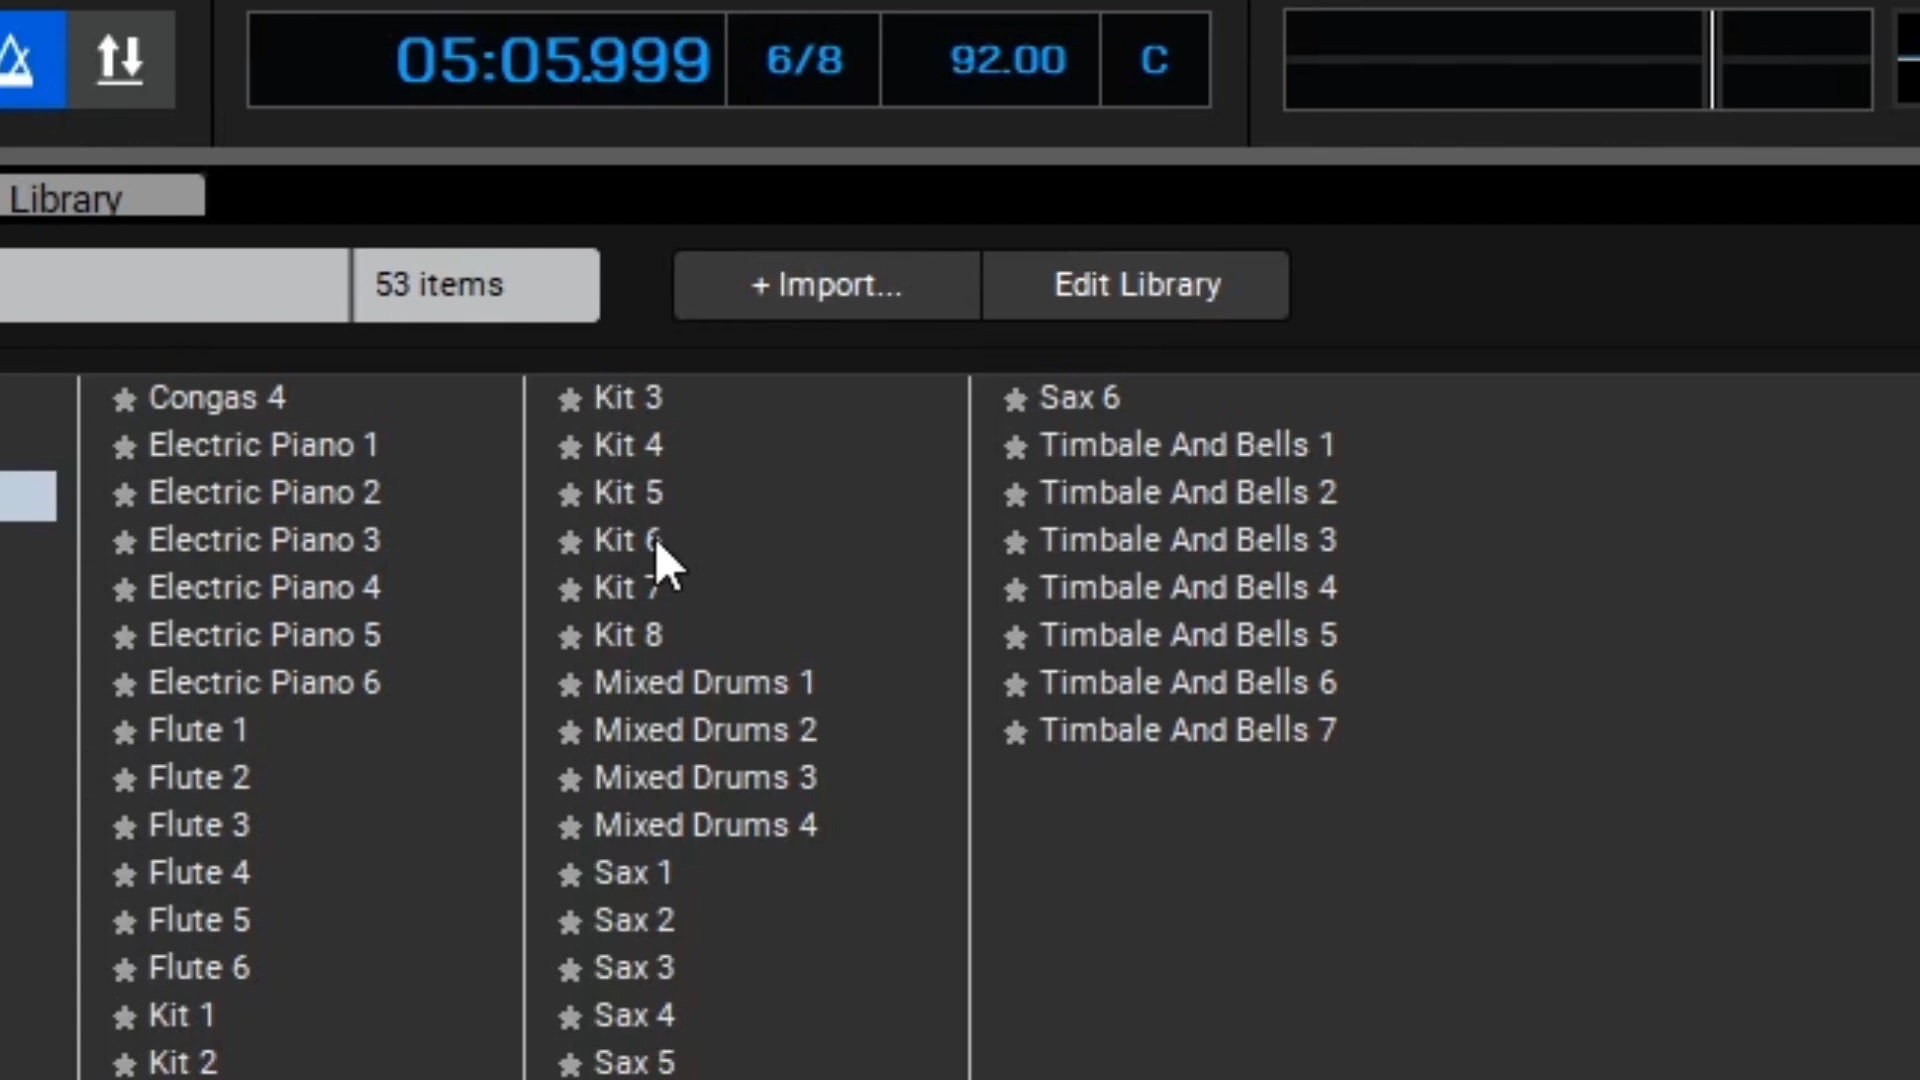 05:05.999 6/8 92.00 C
Library
53 items + Import... Edit Library
Congas 4
Electric Piano 1
Electric Piano 2
Electric Piano 3
Electric Piano 4
Electric Piano 5
Electric Piano 6
Flute 1
Flute 2
Flute 3
Flute 4
Flute 5
Flute 6
Kit 1
Kit 2
Kit 3
Kit 4
Kit 5
Kit 6
Kit 7
Kit 8
Mixed Drums 1
Mixed Drums 2
Mixed Drums 3
Mixed Drums 4
Sax 1
Sax 2
Sax 3
Sax 4
Sax 5
Sax 6
Timbale And Bells 1
Timbale And Bells 2
Timbale And Bells 3
Timbale And Bells 4
Timbale And Bells 5
Timbale And Bells 6
Timbale And Bells 7